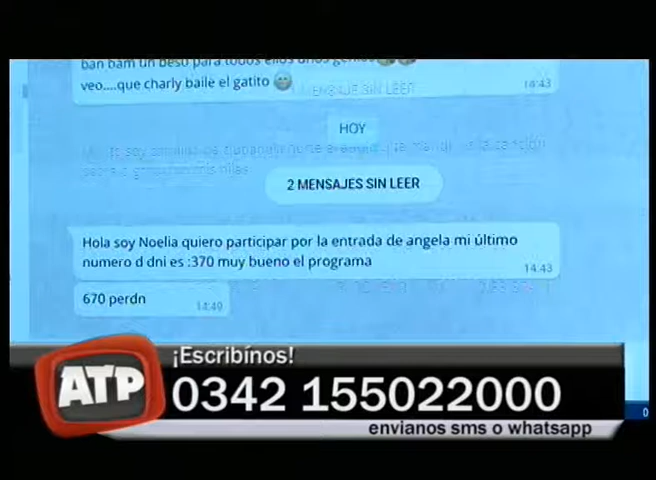 ban bam un beso para todos ellos unos genios
veo....que charly baile el gatito
14:43
HOY
2 MENSAJES SIN LEER
Hola soy Noelia quiero participar por la entrada de angela mi último
numero d dni es :370 muy bueno el programa
14:43
670 perdn
14:49
ATP
¡Escribínos!
0342 155022000
envianos sms o whatsapp
0